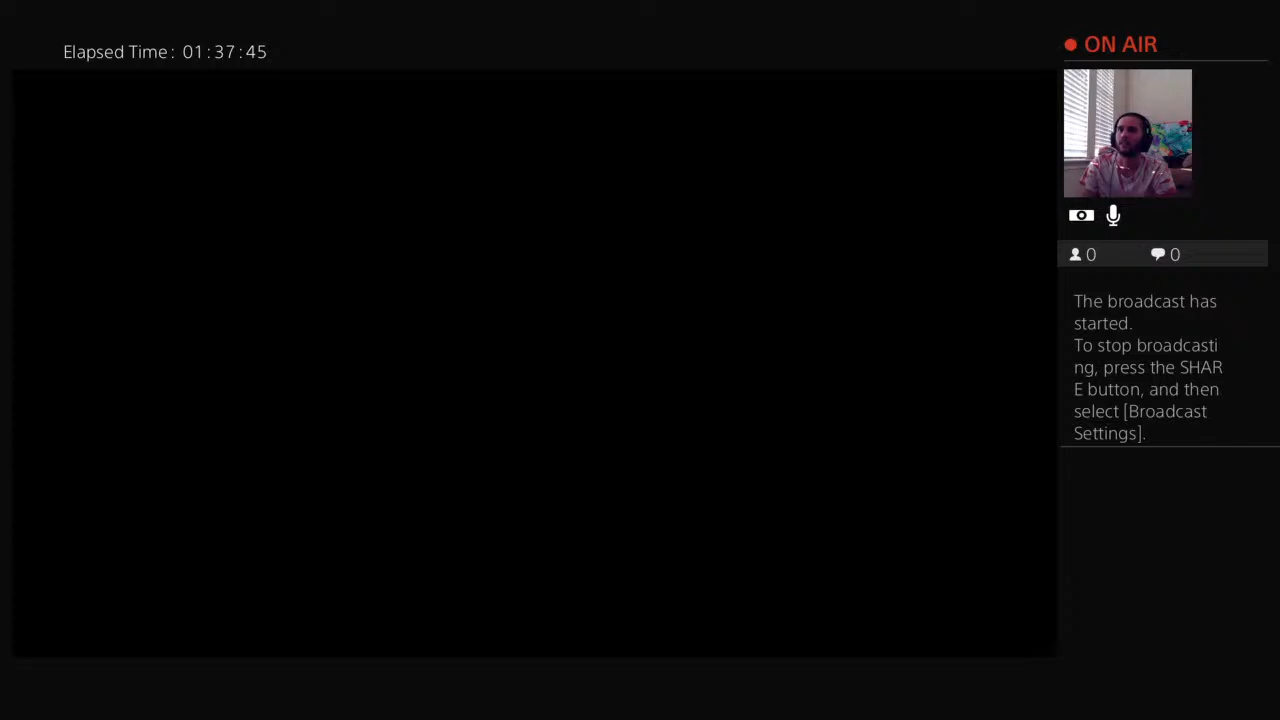 Elapsed Time: 01:37:45
ON AIR
0 0
The broadcast has
started.
To stop broadcasti
ng, press the SHAR
E button, and then
select [Broadcast
Settings].